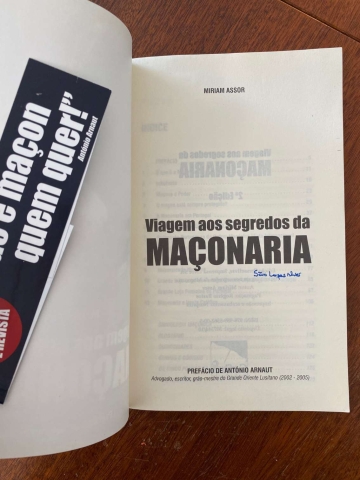 e maçon
quem quer!"
António Arnaut
E REVISTA
MIRIAM ASSOR
Viagem aos segredos da
MAÇONARIA
PREFÁCIO DE ANTÓNIO ARNAUT
Advogado, escritor, grão-mestre do Grande Oriente Lusitano (2002 - 2005)